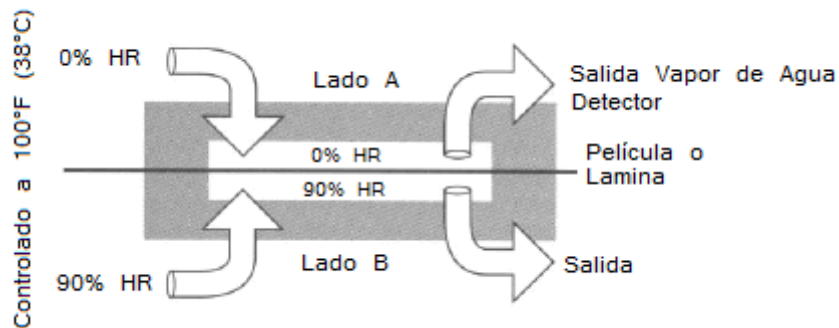 Controlado a 100°F (38°C)
0% HR
Lado A
Salida Vapor de Agua
Detector
0% HR
Película o
Lamina
90% HR
Lado B
Salida
90% HR